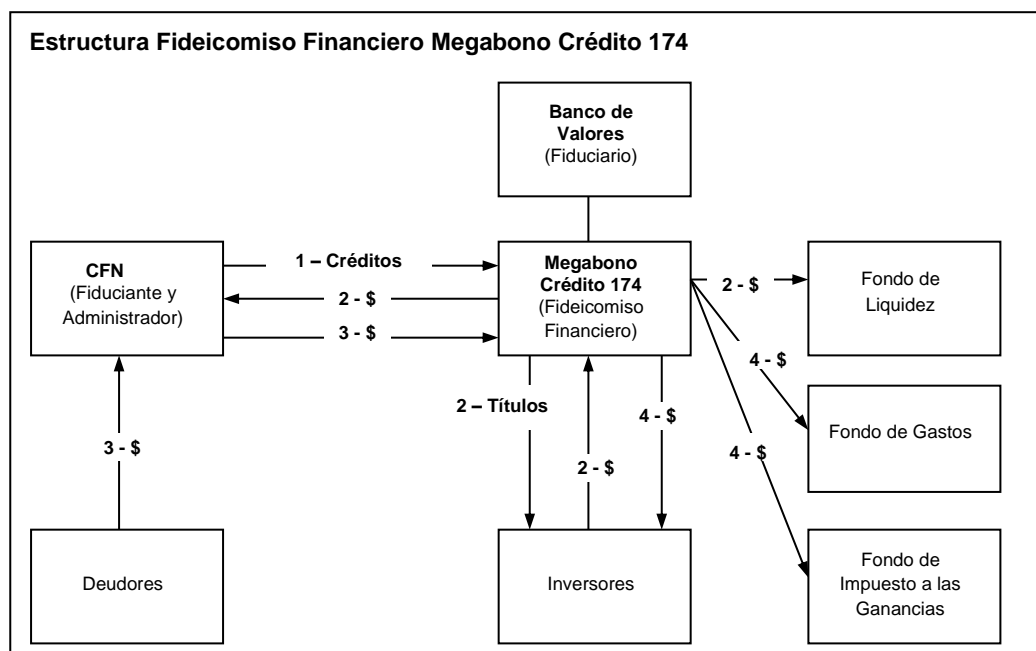 Estructura Fideicomiso Financiero Megabono Crédito 174
Banco de
Valores
(Fiduciario)
CFN
(Fiduciante y
Administrador)
1 – Créditos
2 - $
3 - $
Megabono
Crédito 174
(Fideicomiso
Financiero)
2 - $
Fondo de
Liquidez
4 - $
4 - $
Fondo de Gastos
3 - $
2 – Títulos
2 - $
4 - $
Deudores
Inversores
Fondo de
Impuesto a las
Ganancias